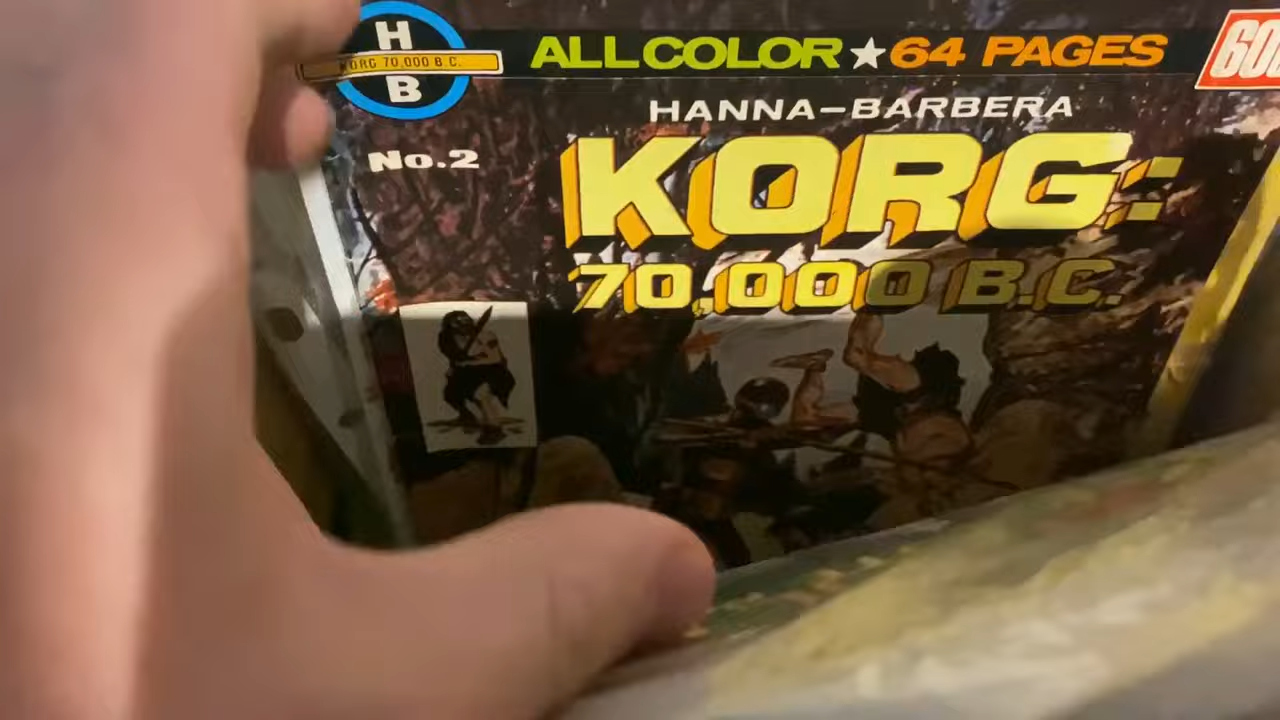 H
KORG 70,000 B.C.
B
ALL COLOR ★ 64 PAGES
HANNA-BARBERA
No.2
KORG:
70,000 B.C.